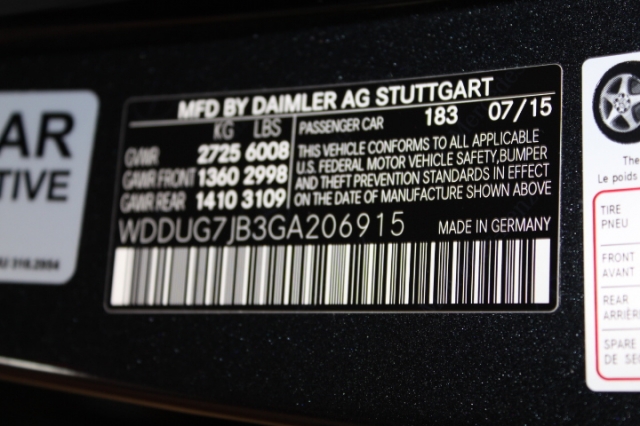 AR
TIVE
MFD BY DAIMLER AG STUTTGART
KG LBS
GVWR 2725 6008
GAWR FRONT 1360 2998
GAWR REAR 1410 3109
PASSENGER CAR 183 07/15
THIS VEHICLE CONFORMS TO ALL APPLICABLE
U.S. FEDERAL MOTOR VEHICLE SAFETY, BUMPER
AND THEFT PREVENTION STANDARDS IN EFFECT
ON THE DATE OF MANUFACTURE SHOWN ABOVE
WDDUG7JB3GA206915 MADE IN GERMANY
The
Le poids
TIRE
PNEU
FRONT
AVANT
REAR
ARRIÈR
SPARE
DE SE